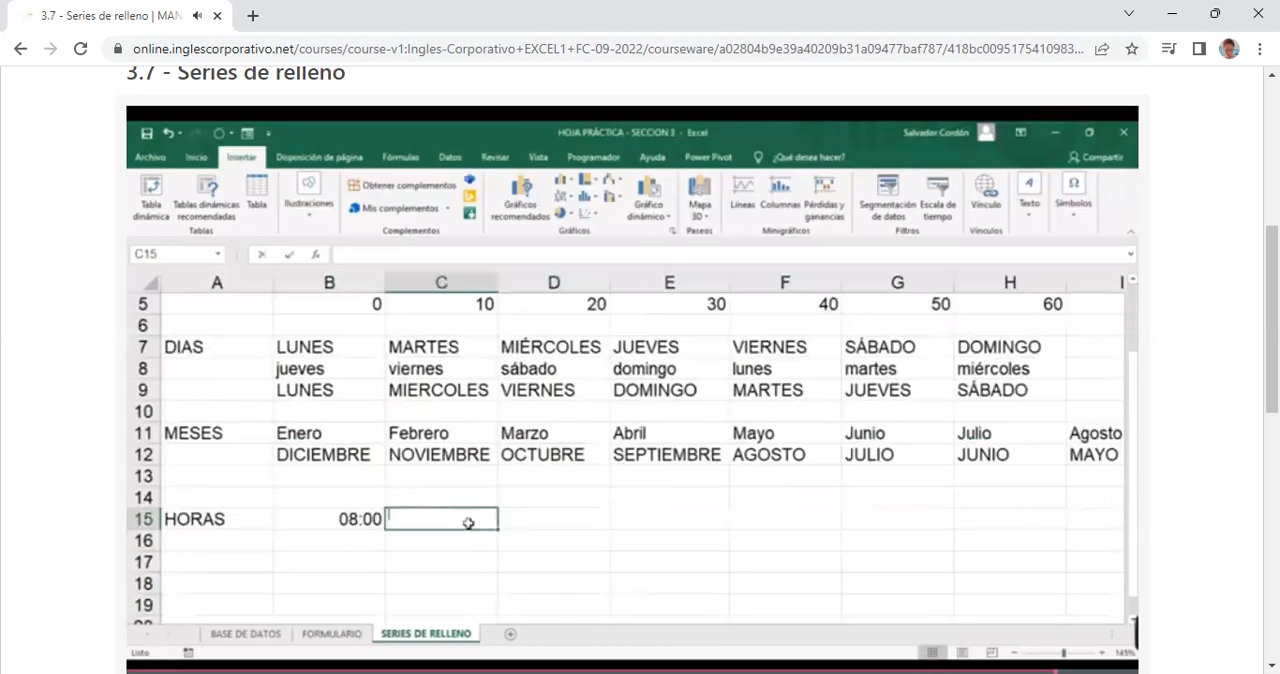 3.7 - Series de relleno | MAN
online.inglescorporativo.net/courses/course-v1:Ingles-Corporativo+EXCEL1+FC-09-2022/courseware/a02804b9e39a40209b31a09477baf787/418bc0095175410983...
3.7 - Series de relleno
HOJA PRÁCTICA - SECCION 3 - Excel
Salvador Cordón
Archivo Inicio Insertar Disposición de página Fórmulas Datos Revisar Vista Programador Ayuda Power Pivot ¿Qué desea hacer? Compartir
Tabla dinámica
Tablas dinámicas recomendadas
Tabla
Tablas
Ilustraciones
Obtener complementos
Mis complementos
Complementos
Gráficos recomendados
Gráfico dinámico
Gráficos
Mapa 3D
Paseos
Líneas Columnas Pérdidas y ganancias
Minigráficos
Segmentación de datos
Escala de tiempo
Filtros
Vínculo
Vínculos
Texto
Símbolos
C15 fx
A B C D E F G H I
5 0 10 20 30 40 50 60
6
7 DIAS LUNES MARTES MIÉRCOLES JUEVES VIERNES SÁBADO DOMINGO
8 jueves viernes sábado domingo lunes martes miércoles
9 LUNES MIERCOLES VIERNES DOMINGO MARTES JUEVES SÁBADO
10
11 MESES Enero Febrero Marzo Abril Mayo Junio Julio Agosto
12 DICIEMBRE NOVIEMBRE OCTUBRE SEPTIEMBRE AGOSTO JULIO JUNIO MAYO
13
14
15 HORAS 08:00
16
17
18
19
BASE DE DATOS FORMULARIO SERIES DE RELLENO
Listo 145%